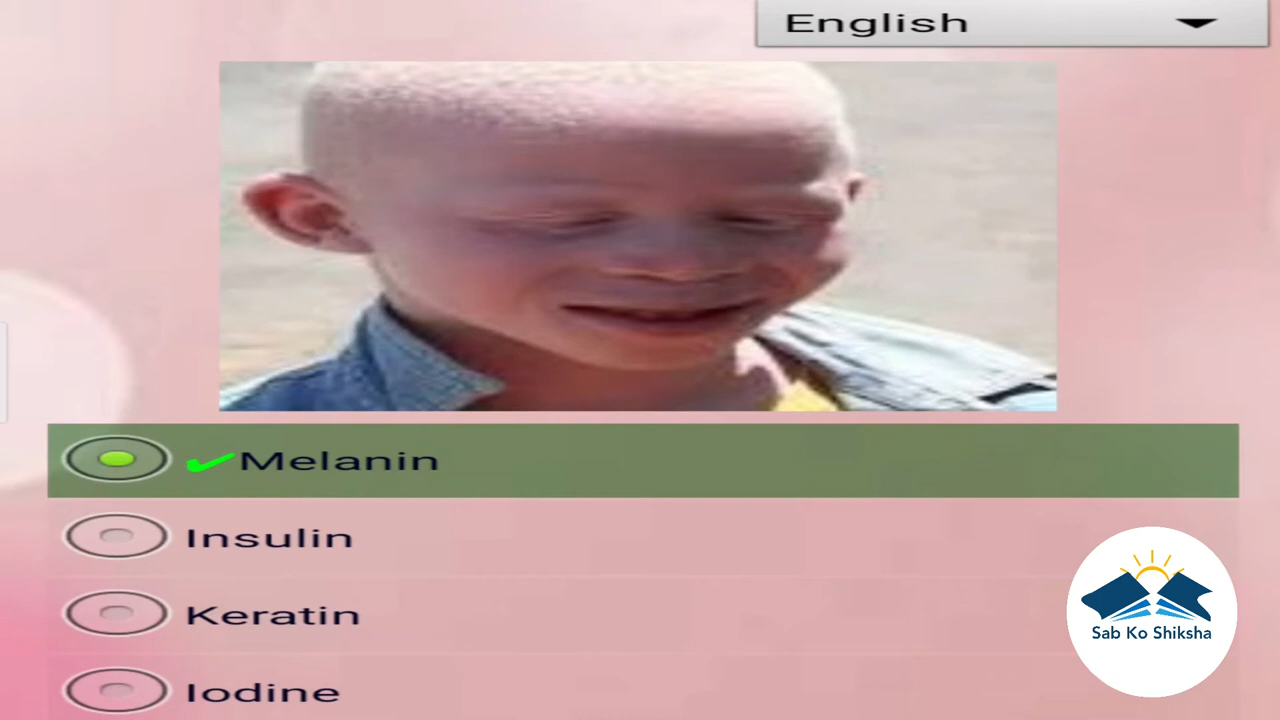 English
Melanin
Insulin
Keratin
Iodine
Sab Ko Shiksha